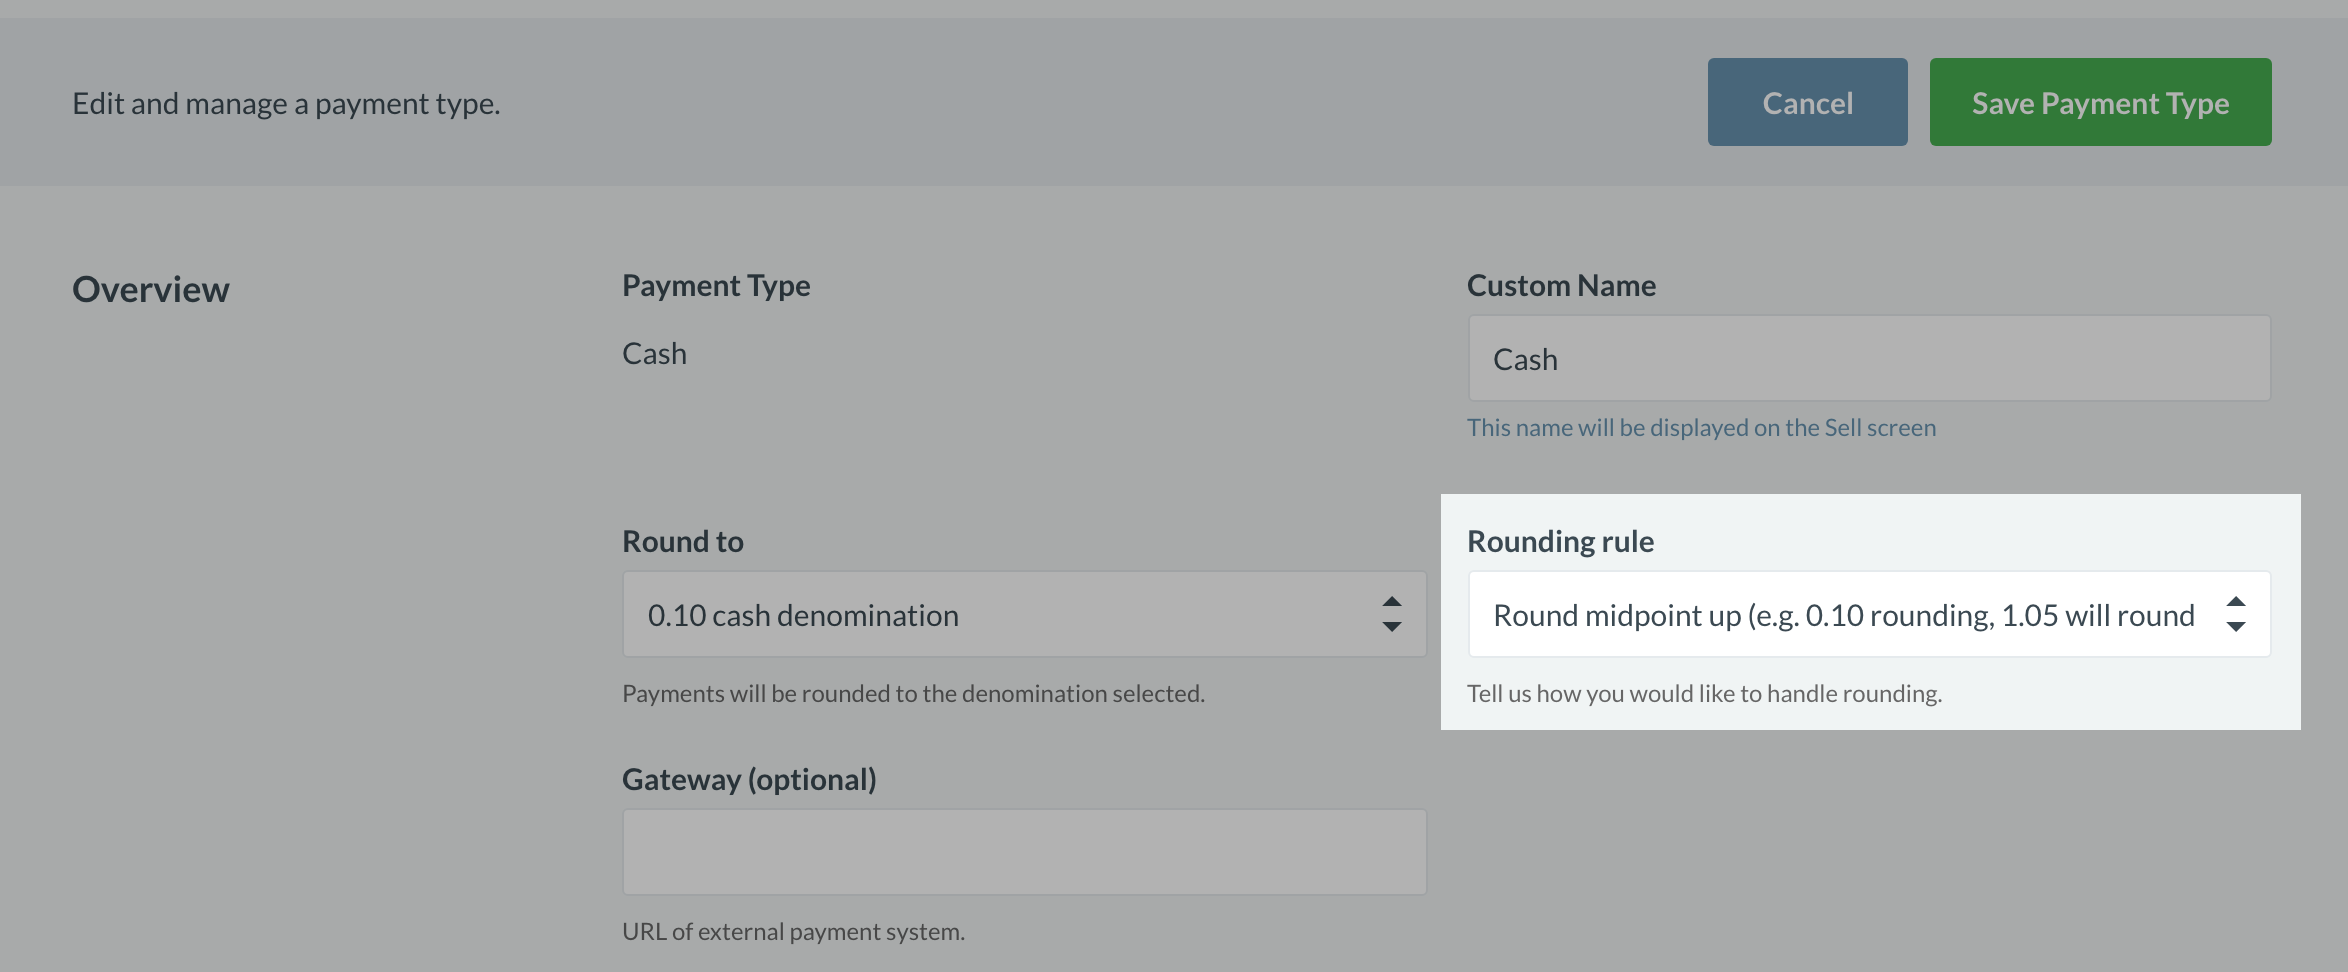 Edit and manage a payment type.
Cancel
Save Payment Type
Overview
Payment Type
Custom Name
Cash
Cash
This name will be displayed on the Sell screen
Round to
Rounding rule
0.10 cash denomination
Round midpoint up (e.g. 0.10 rounding, 1.05 will round
Payments will be rounded to the denomination selected.
Tell us how you would like to handle rounding.
Gateway (optional)
URL of external payment system.